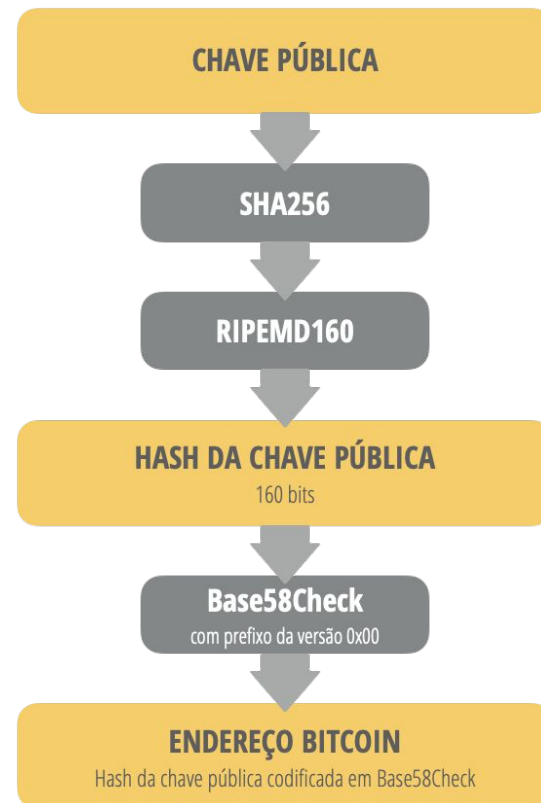 CHAVE PÚBLICA
SHA256
RIPEMD160
HASH DA CHAVE PÚBLICA
160 bits
Base58Check
com prefixo da versão 0x00
ENDEREÇO BITCOIN
Hash da chave pública codificada em Base58Check